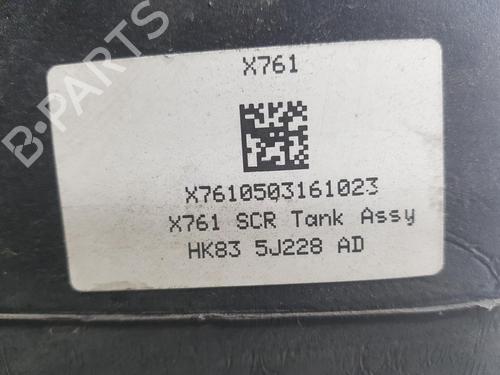 B-PARTS
X761
X7610503161023
X761 SCR Tank Assy
HK83 5J228 AD